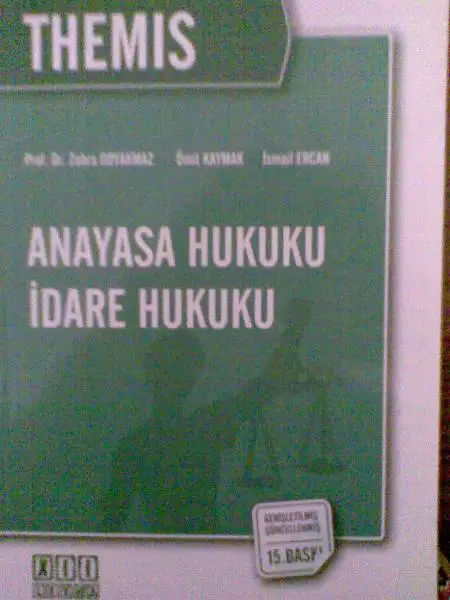 THEMIS
Prof. Dr. Zehra ODYAKMAZ Ümit KAYMAK İsmail ERCAN
ANAYASA HUKUKU
İDARE HUKUKU
GENİŞLETİLMİŞ
GÜNCELLENMİŞ
15. BASKI